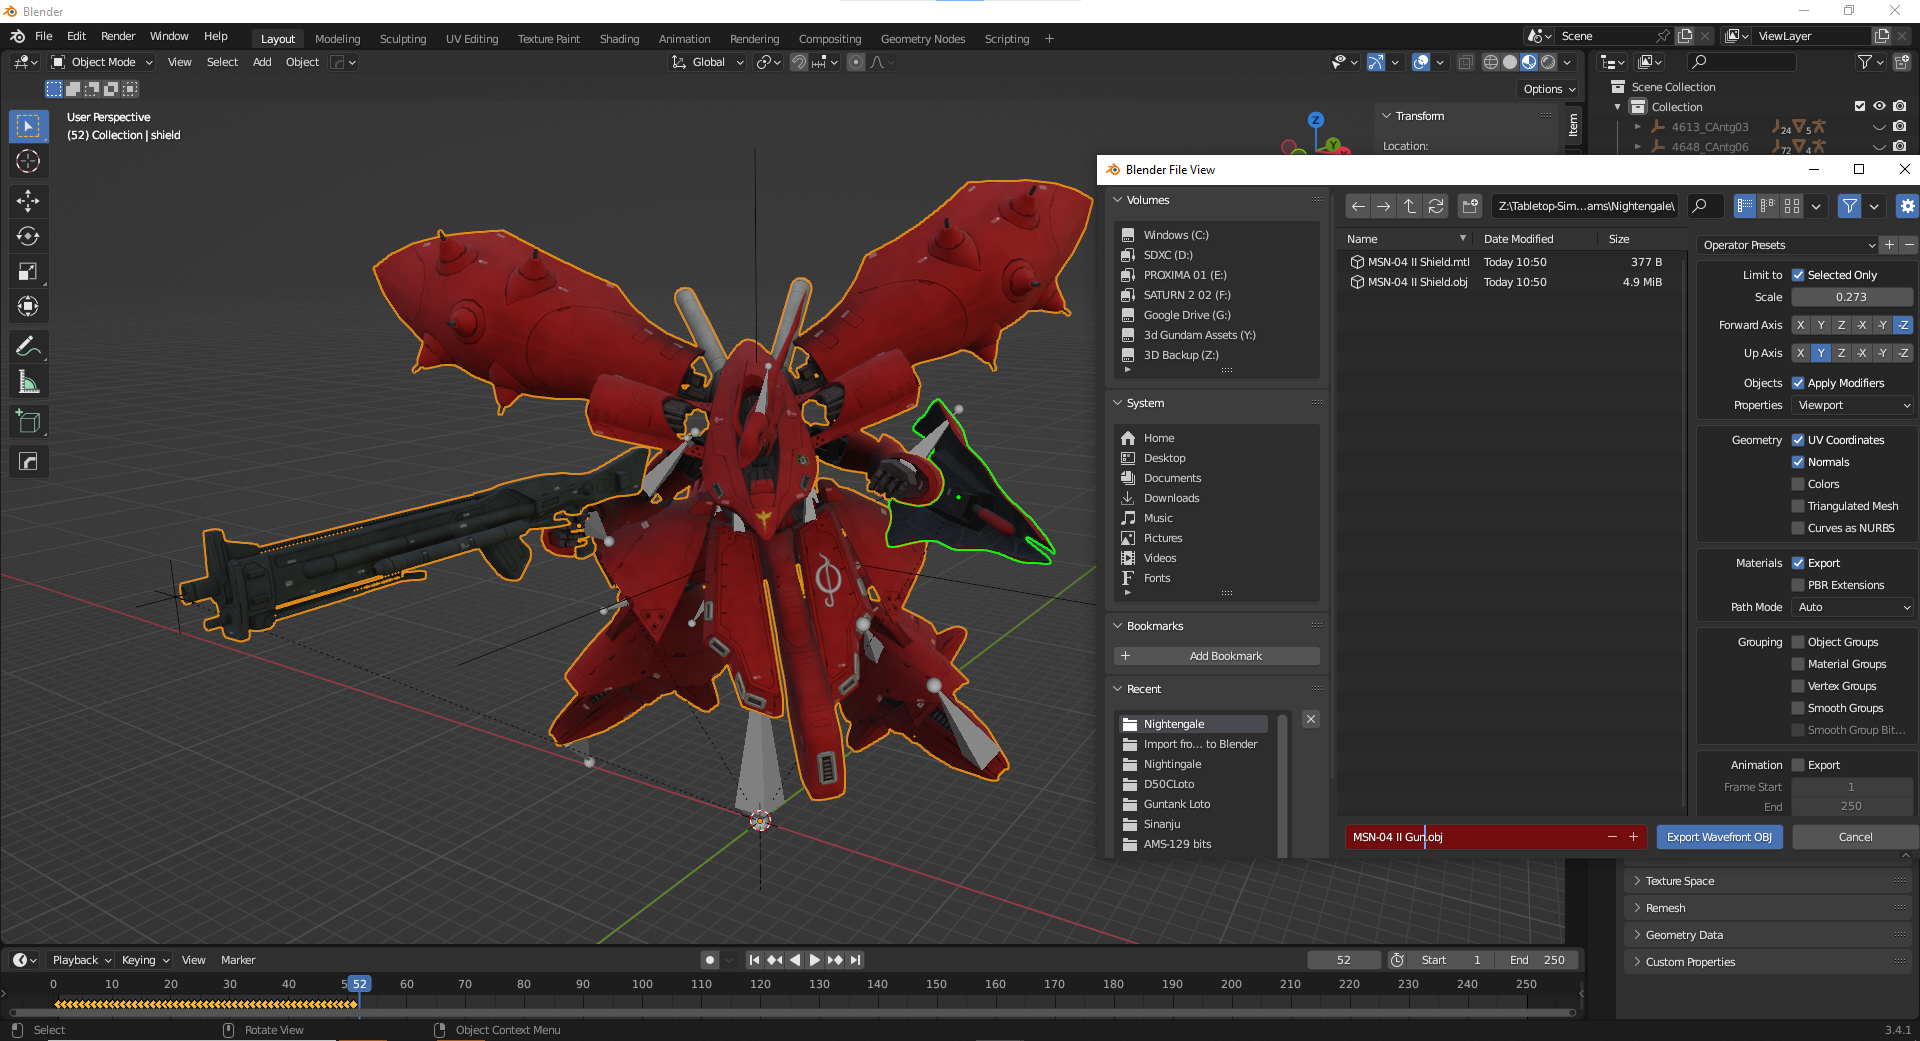 Blender
File Edit Render Window Help
Layout Modeling Sculpting UV Editing Texture Paint Shading Animation Rendering Compositing Geometry Nodes Scripting +
Scene
ViewLayer
Object Mode View Select Add Object
Global
Options
User Perspective
(52) Collection | shield
Z
Y
Transform
Location:
Item
Scene Collection
Collection
4613_CAntg03 24 5
4648_CAntg06 72 4
Blender File View
Volumes
Windows (C:)
SDXC (D:)
PROXIMA 01 (E:)
SATURN 2 02 (F:)
Google Drive (G:)
3d Gundam Assets (Y:)
3D Backup (Z:)
System
Home
Desktop
Documents
Downloads
Music
Pictures
Videos
Fonts
Bookmarks
+ Add Bookmark
Recent
Nightengale
Import fro... to Blender
Nightingale
D50CLoto
Guntank Loto
Sinanju
AMS-129 bits
Z:\Tabletop-Sim...ams\Nightengale\
Name Date Modified Size
MSN-04 II Shield.mtl Today 10:50 377 B
MSN-04 II Shield.obj Today 10:50 4.9 MiB
Operator Presets + −
Limit to Selected Only
Scale 0.273
Forward Axis X Y Z -X -Y -Z
Up Axis X Y Z -X -Y -Z
Objects Apply Modifiers
Properties Viewport
Geometry UV Coordinates
Normals
Colors
Triangulated Mesh
Curves as NURBS
Materials Export
PBR Extensions
Path Mode Auto
Grouping Object Groups
Material Groups
Vertex Groups
Smooth Groups
Smooth Group Bit...
Animation Export
Frame Start 1
End 250
MSN-04 II Gun.obj − +
Export Wavefront OBJ
Cancel
Texture Space
Remesh
Geometry Data
Custom Properties
Playback Keying View Marker
52
Start 1
End 250
0 10 20 30 40 5 52 60 70 80 90 100 110 120 130 140 150 160 170 180 190 200 210 220 230 240 250
Select
Rotate View
Object Context Menu
3.4.1